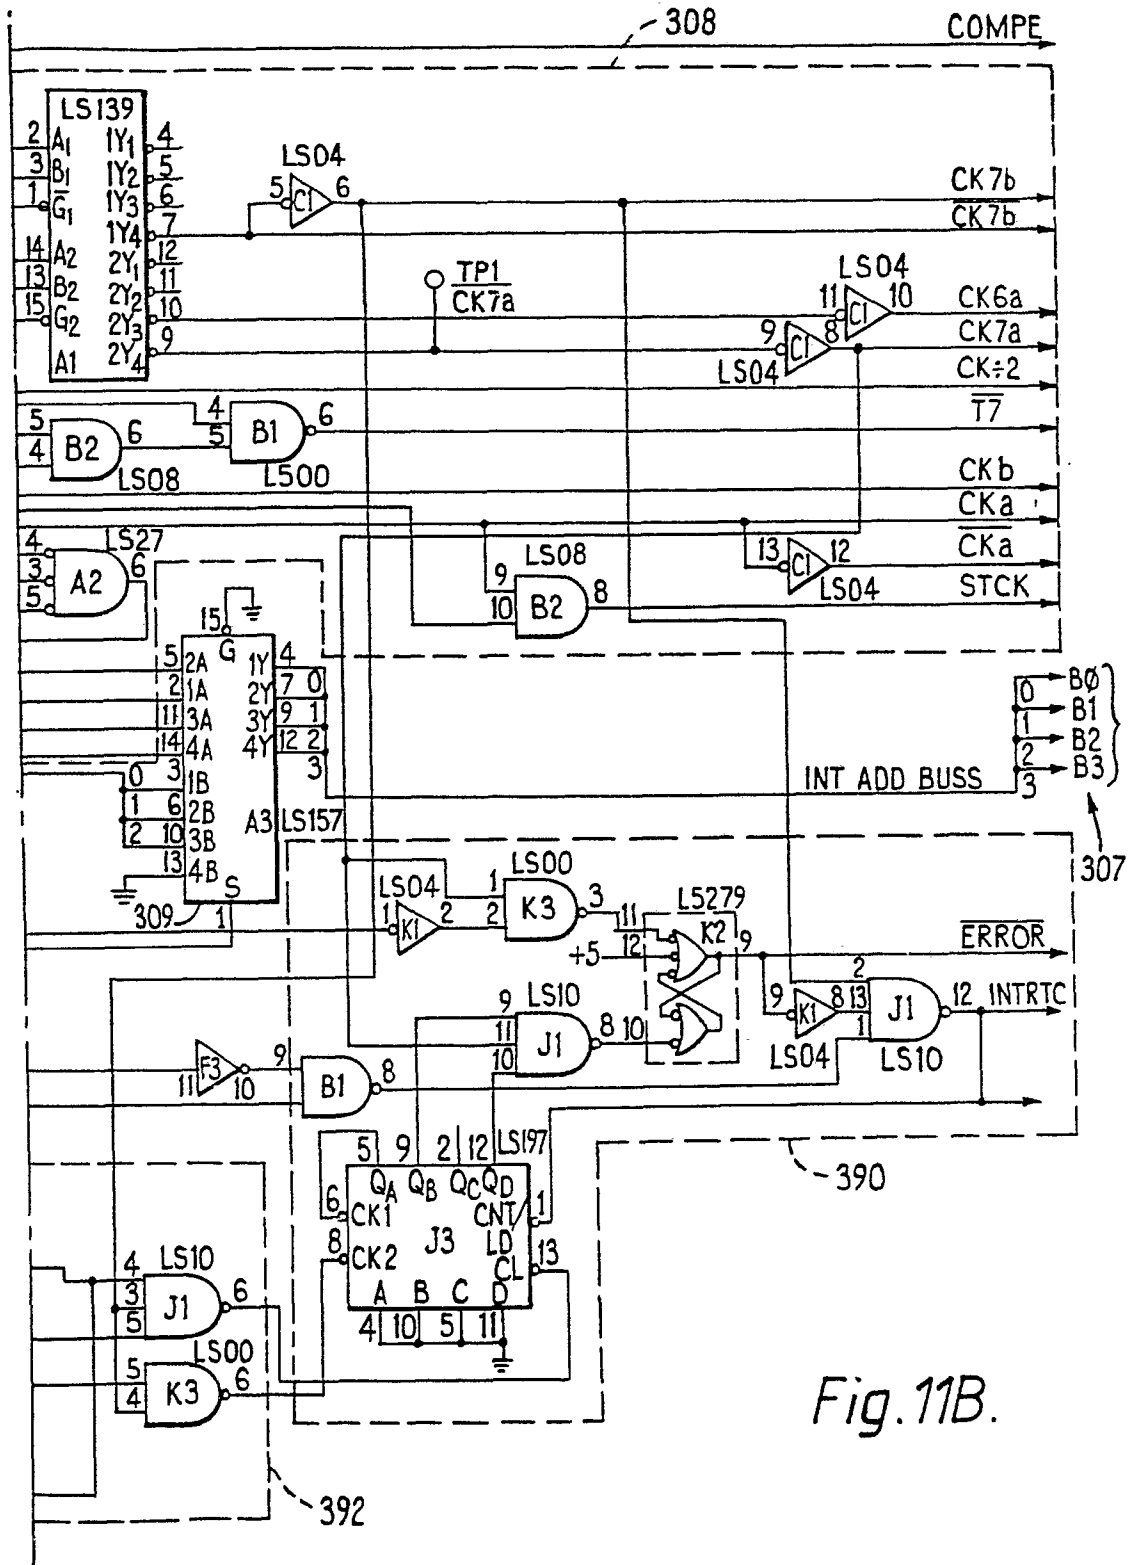 308
COMPE
LS139
2 A1 1Y1 4
3 B1 1Y2 5
1 G1 1Y3 6
1Y4 7
14 A2 2Y1 12
13 B2 2Y2 11
15 G2 2Y3 10
A1 2Y4 9
LS04
5 C1 6
CK7b
CK7b
TP1
CK7a
LS04
11 C1 10
CK6a
9 C1 8
LS04
CK7a
CK÷2
5 4 B2 6
LS08
4 5 B1 6
L500
T7
CKb
CKa
LS27
4 3 5 A2 6
LS08
9 10 B2 8
13 C1 12
LS04
CKa
STCK
15 G
5 2A 1Y 4
2 1A 2Y 7 0
11 3A 3Y 9 1
14 4A 4Y 12 2
3
0 3 1B
1 6 2B
2 10 3B
13 4B
A3 LS157
S
1
309
INT ADD BUSS
0 BØ
1 B1
2 B2
3 B3
307
LS04
1 K1 2
LS00
1 2 K3 3
L5279
11
+5 12
K2 9
10
ERROR
LS10
9 11 10 J1 8
9 K1 8
LS04
2 13 1 J1 12
LS10
INTRTC
11 F3 10
9 B1 8
LS197
5 9 2 12
QA QB QC QD
6 CK1
8 CK2
J3
CNT/LD 1
CL 13
A B C D
4 10 5 11
390
LS10
4 3 5 J1 6
LS00
5 4 K3 6
392
Fig. 11B.